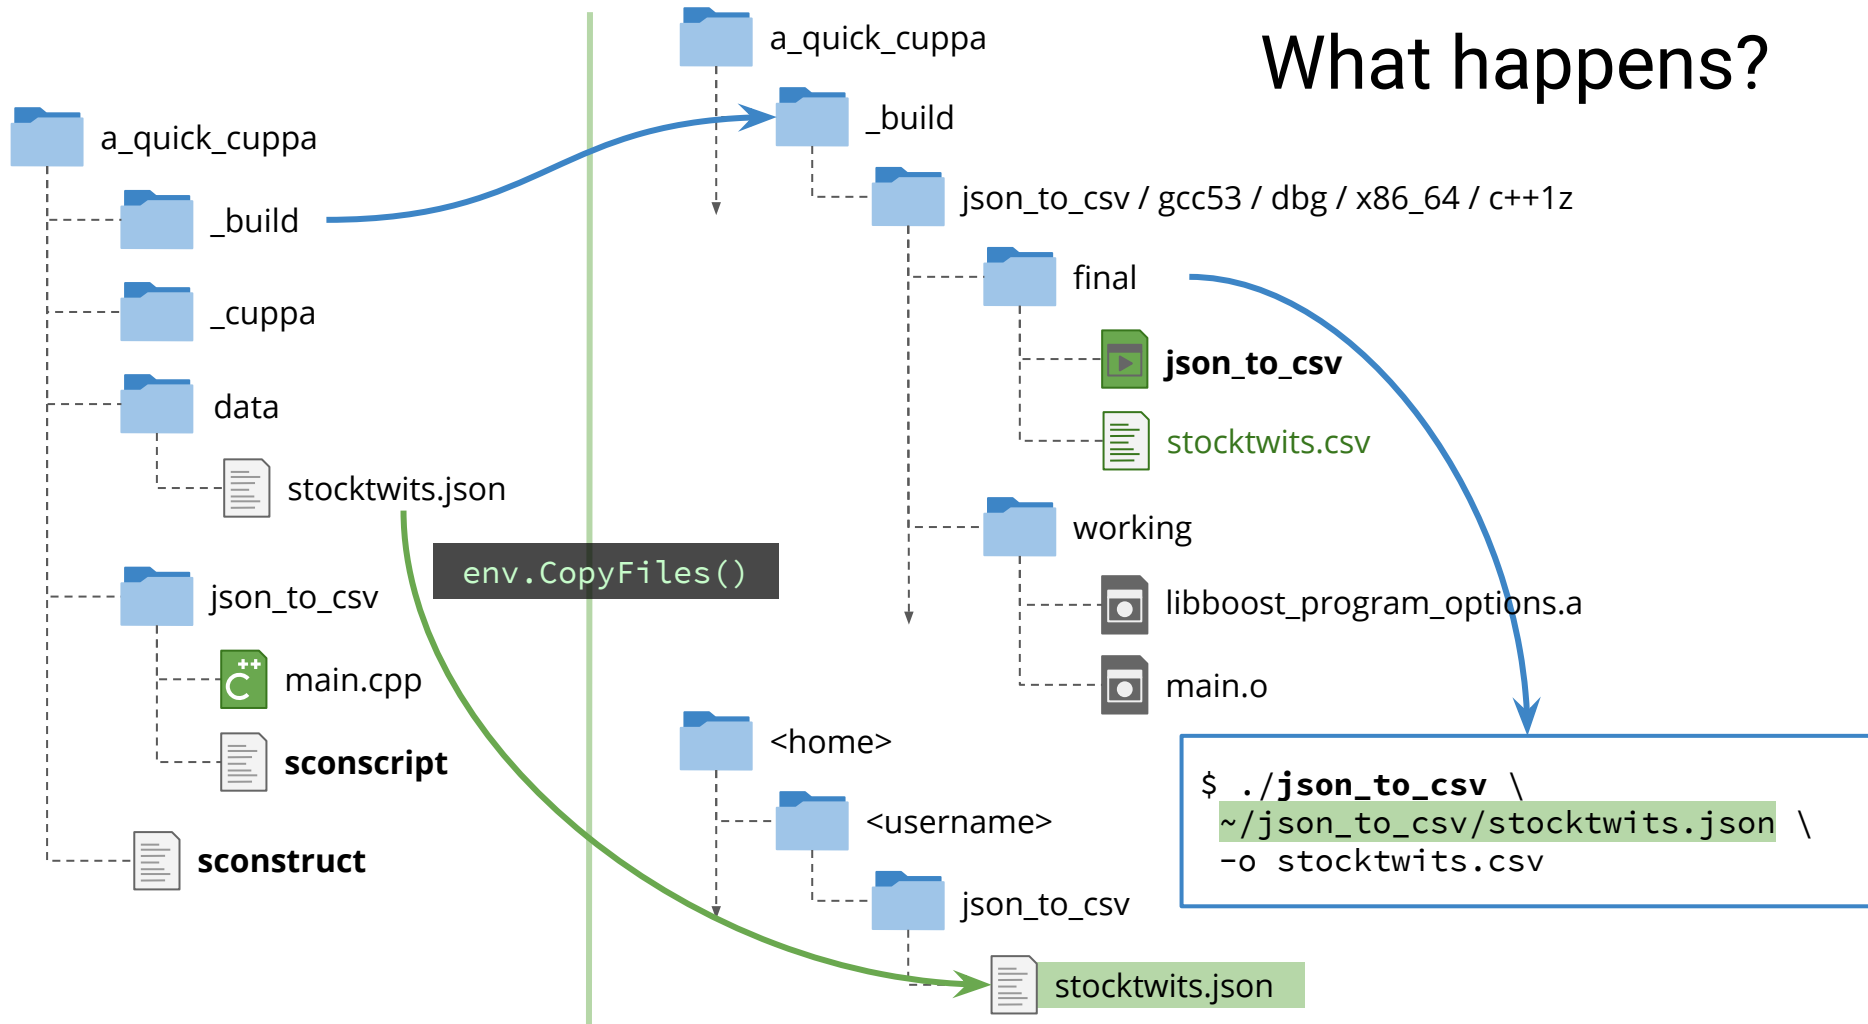 What happens?
a_quick_cuppa
_build
_cuppa
data
stocktwits.json
json_to_csv
main.cpp
sconscript
sconstruct
env.CopyFiles()
a_quick_cuppa
_build
json_to_csv / gcc53 / dbg / x86_64 / c++1z
final
json_to_csv
stocktwits.csv
working
libboost_program_options.a
main.o
<home>
<username>
json_to_csv
stocktwits.json
$ ./json_to_csv \
~/json_to_csv/stocktwits.json \
-o stocktwits.csv